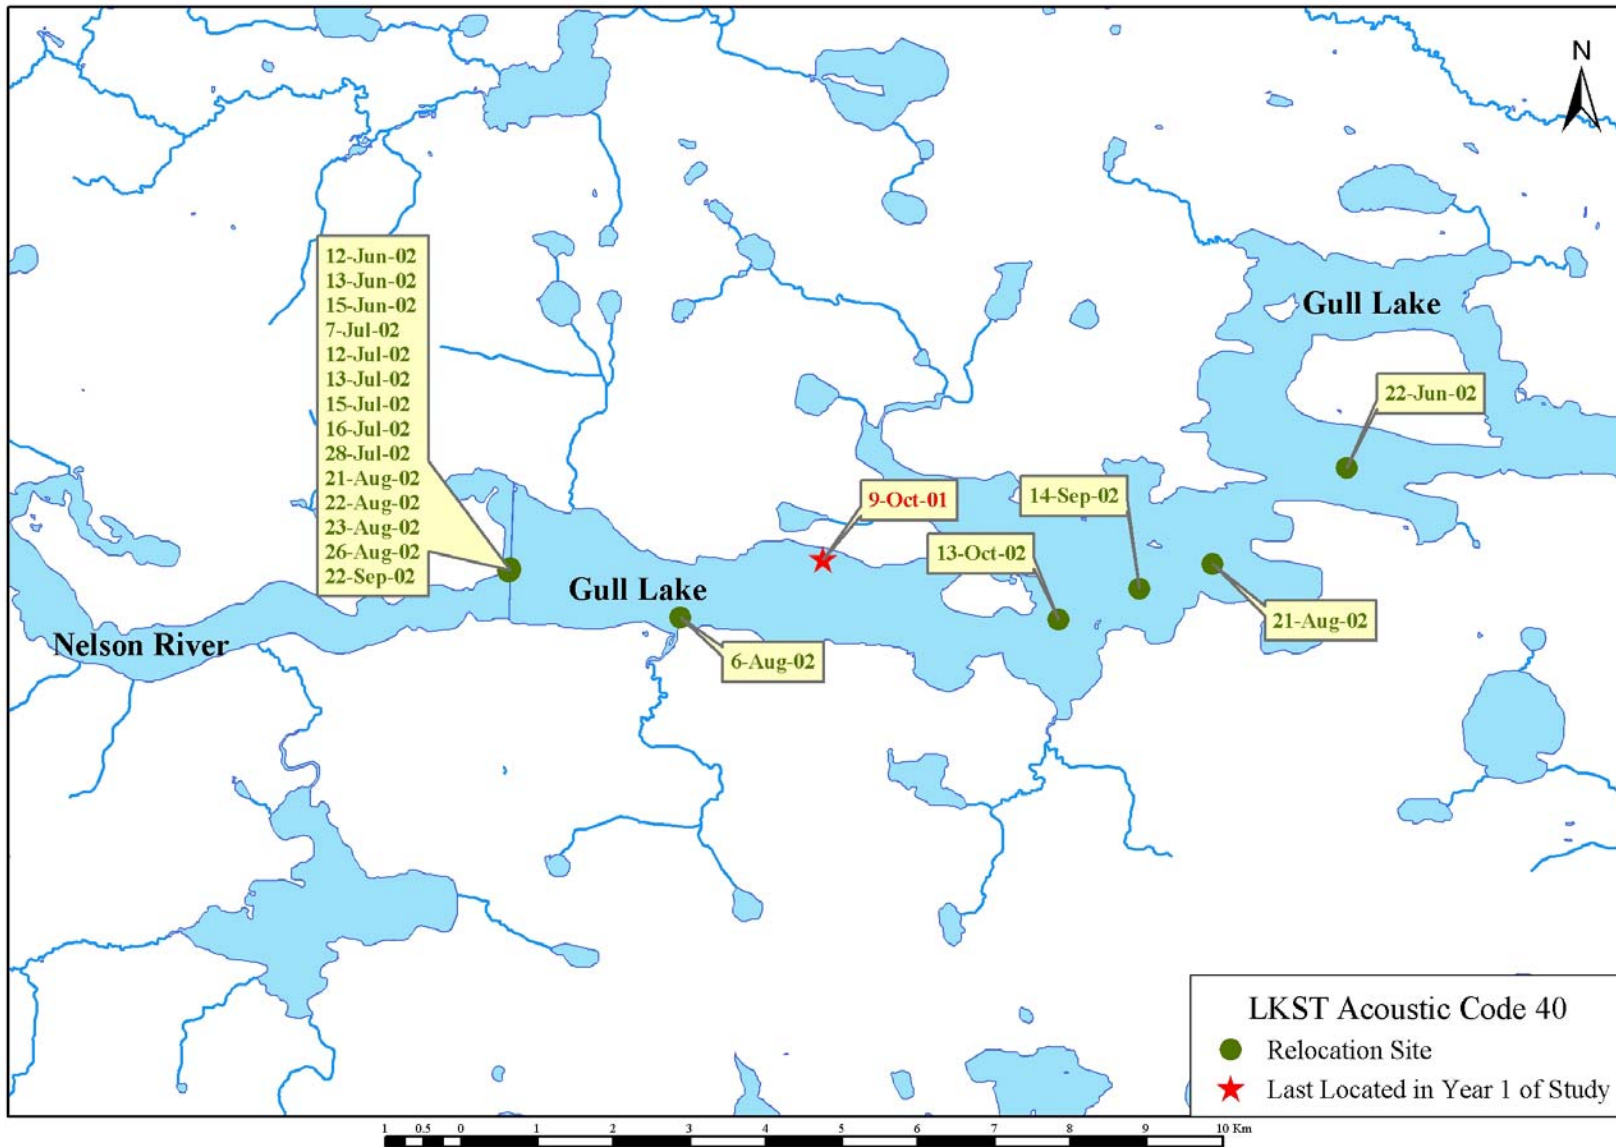 N
12-Jun-02
13-Jun-02
15-Jun-02
7-Jul-02
12-Jul-02
13-Jul-02
15-Jul-02
16-Jul-02
28-Jul-02
21-Aug-02
22-Aug-02
23-Aug-02
26-Aug-02
22-Sep-02
Gull Lake
22-Jun-02
9-Oct-01
14-Sep-02
13-Oct-02
Gull Lake
21-Aug-02
Nelson River
6-Aug-02
LKST Acoustic Code 40
Relocation Site
Last Located in Year 1 of Study
1 0.5 0 1 2 3 4 5 6 7 8 9 10 Km